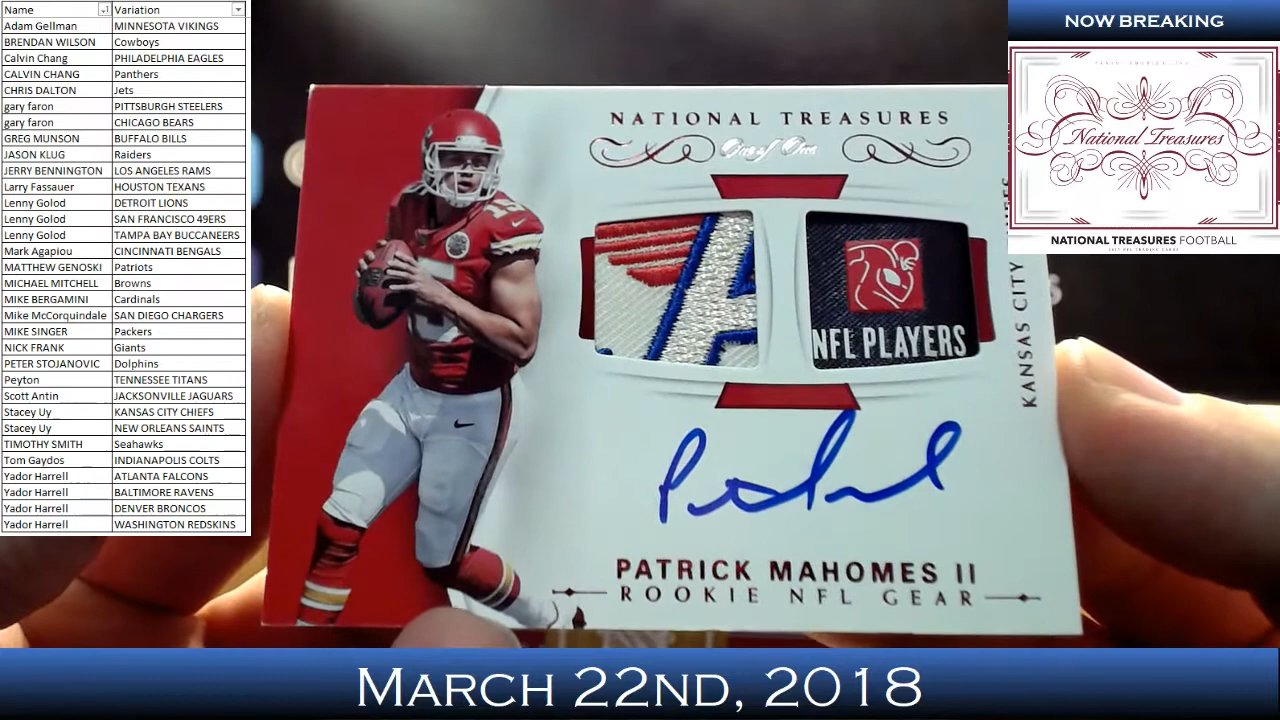 Name Variation
Adam Gellman MINNESOTA VIKINGS
BRENDAN WILSON Cowboys
Calvin Chang PHILADELPHIA EAGLES
CALVIN CHANG Panthers
CHRIS DALTON Jets
gary faron PITTSBURGH STEELERS
gary faron CHICAGO BEARS
GREG MUNSON BUFFALO BILLS
JASON KLUG Raiders
JERRY BENNINGTON LOS ANGELES RAMS
Larry Fassauer HOUSTON TEXANS
Lenny Golod DETROIT LIONS
Lenny Golod SAN FRANCISCO 49ERS
Lenny Golod TAMPA BAY BUCCANEERS
Mark Agapiou CINCINNATI BENGALS
MATTHEW GENOSKI Patriots
MICHAEL MITCHELL Browns
MIKE BERGAMINI Cardinals
Mike McCorquindale SAN DIEGO CHARGERS
MIKE SINGER Packers
NICK FRANK Giants
PETER STOJANOVIC Dolphins
Peyton TENNESSEE TITANS
Scott Antin JACKSONVILLE JAGUARS
Stacey Uy KANSAS CITY CHIEFS
Stacey Uy NEW ORLEANS SAINTS
TIMOTHY SMITH Seahawks
Tom Gaydos INDIANAPOLIS COLTS
Yador Harrell ATLANTA FALCONS
Yador Harrell BALTIMORE RAVENS
Yador Harrell DENVER BRONCOS
Yador Harrell WASHINGTON REDSKINS
NATIONAL TREASURES
One of One
15
NFL PLAYERS
KANSAS CITY
PATRICK MAHOMES II
ROOKIE NFL GEAR
NOW BREAKING
National Treasures
NATIONAL TREASURES FOOTBALL
MARCH 22ND, 2018